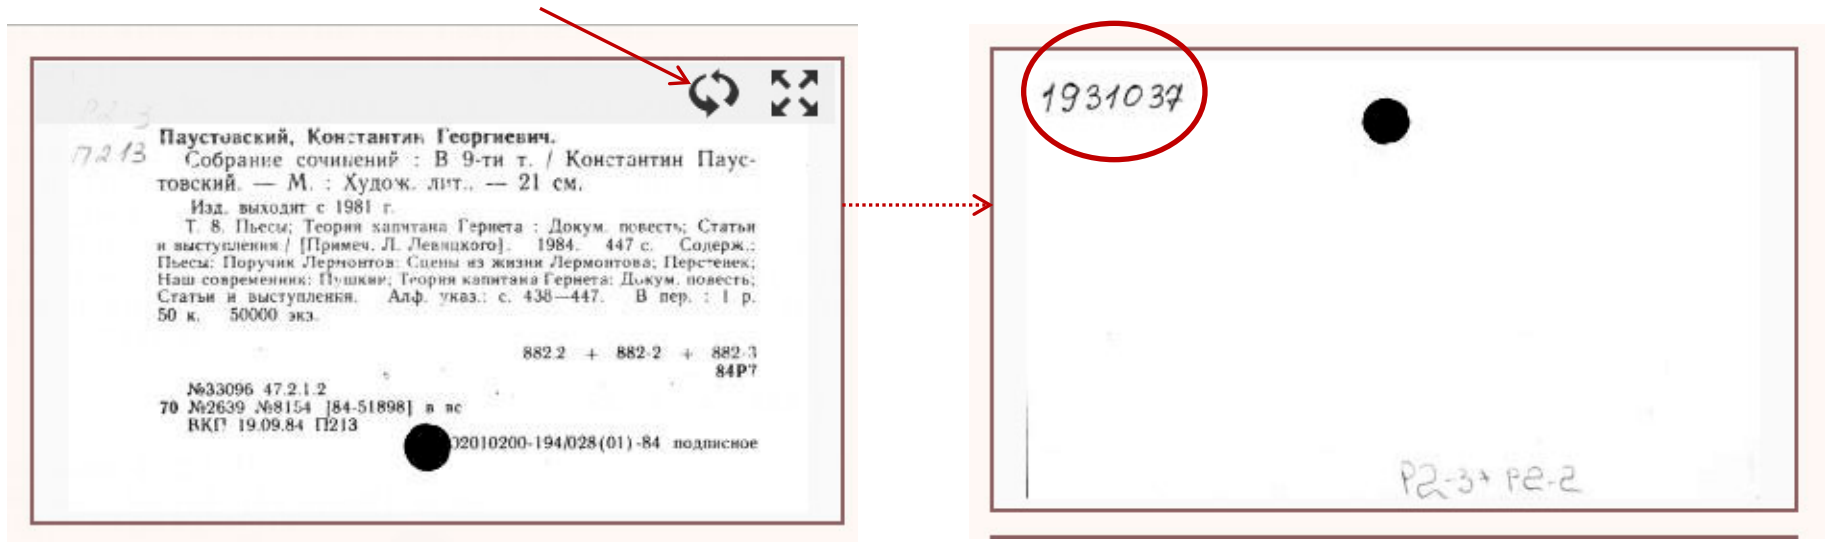 Р2-3
П213
Паустовский, Константин Георгиевич.
Собрание сочинений : В 9-ти т. / Константин Паус-
товский. — М. : Худож. лит.. — 21 см.
Изд. выходит с 1981 г.
Т. 8. Пьесы; Теория капитана Гернета : Докум. повесть; Статьи
и выступления / [Примеч. Л. Левицкого]. 1984. 447 с. Содерж.:
Пьесы: Поручик Лермонтов: Сцены из жизни Лермонтова; Перстенек;
Наш современник: Пушкин; Теория капитана Гернета: Докум. повесть;
Статьи и выступления. Алф. указ.: с. 438—447. В пер. : 1 р.
50 к. 50000 экз.
882.2 + 882-2 + 882-3
84Р7
№33096 47.2.1.2
70 №2639 №8154 [84-51898] в вс
ВКП 19.09.84 П213
02010200-194/028(01)-84 подписное
1931037
Р2-3+Р2-2